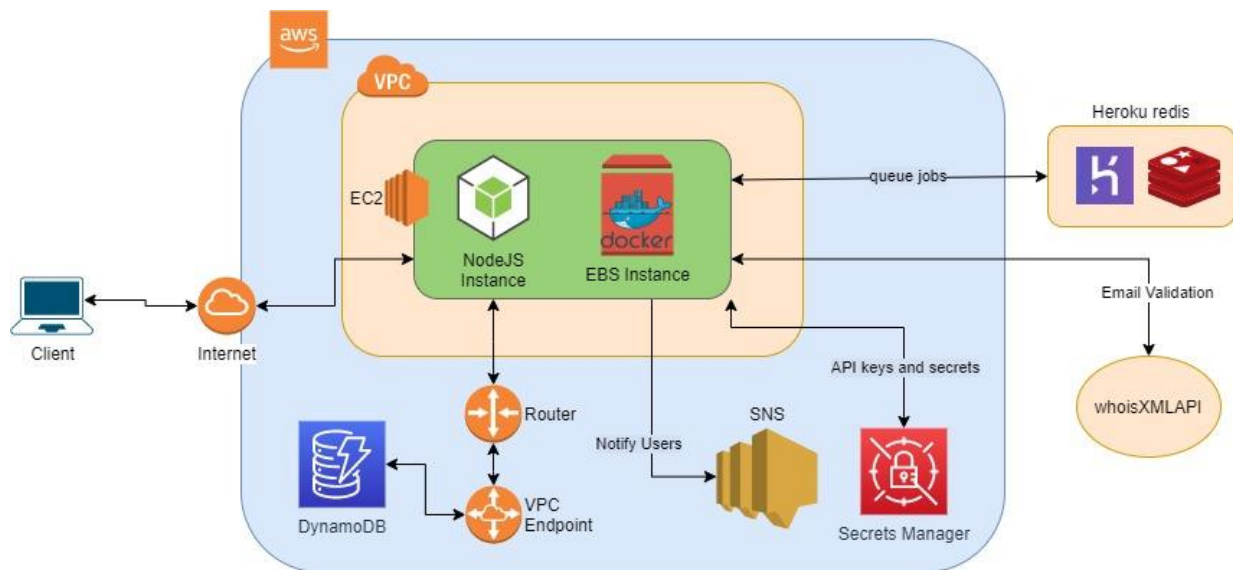 aws
VPC
Heroku redis
EC2
docker
NodeJS
Instance
EBS Instance
queue jobs
Email Validation
Client
Internet
API keys and secrets
whoisXMLAPI
Router
SNS
Notify Users
DynamoDB
VPC
Endpoint
Secrets Manager